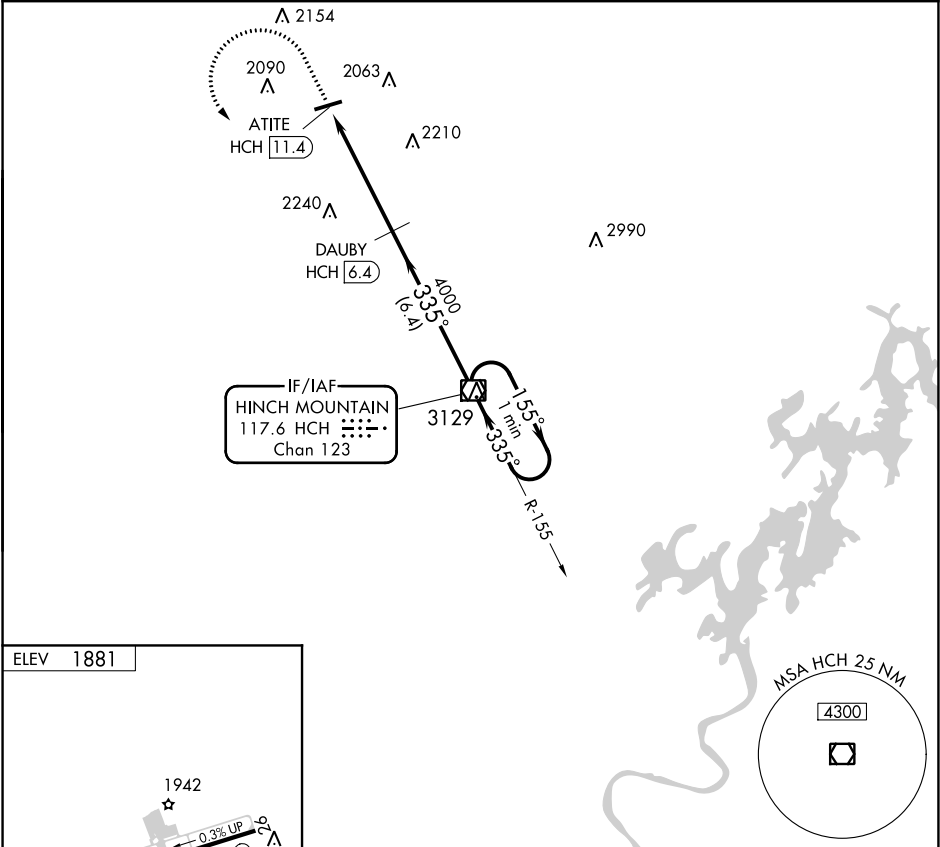 2154
2090
2063
ATITE
HCH 11.4
2210
2240
2990
DAUBY
HCH 6.4
4000
335°
(6.4)
IF/IAF
HINCH MOUNTAIN
117.6 HCH
Chan 123
3129
155°
1 min
335°
R-155
ELEV 1881
MSA HCH 25 NM
4300
1942
0.3% UP
26